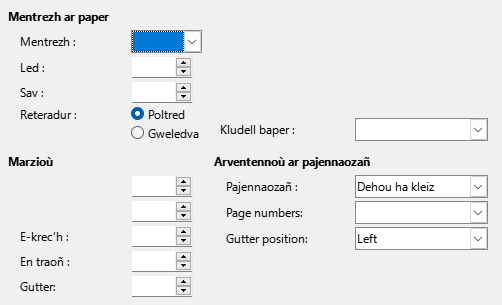 Mentrezh ar paper
Mentrezh :
Led :
Sav :
Reteradur :
Poltred
Gweledva
Kludell baper :
Marzioù
Arventennoù ar pajennaozañ
Pajennaozañ :
Dehou ha kleiz
Page numbers:
E-krec'h :
Gutter position:
Left
En traoñ :
Gutter: